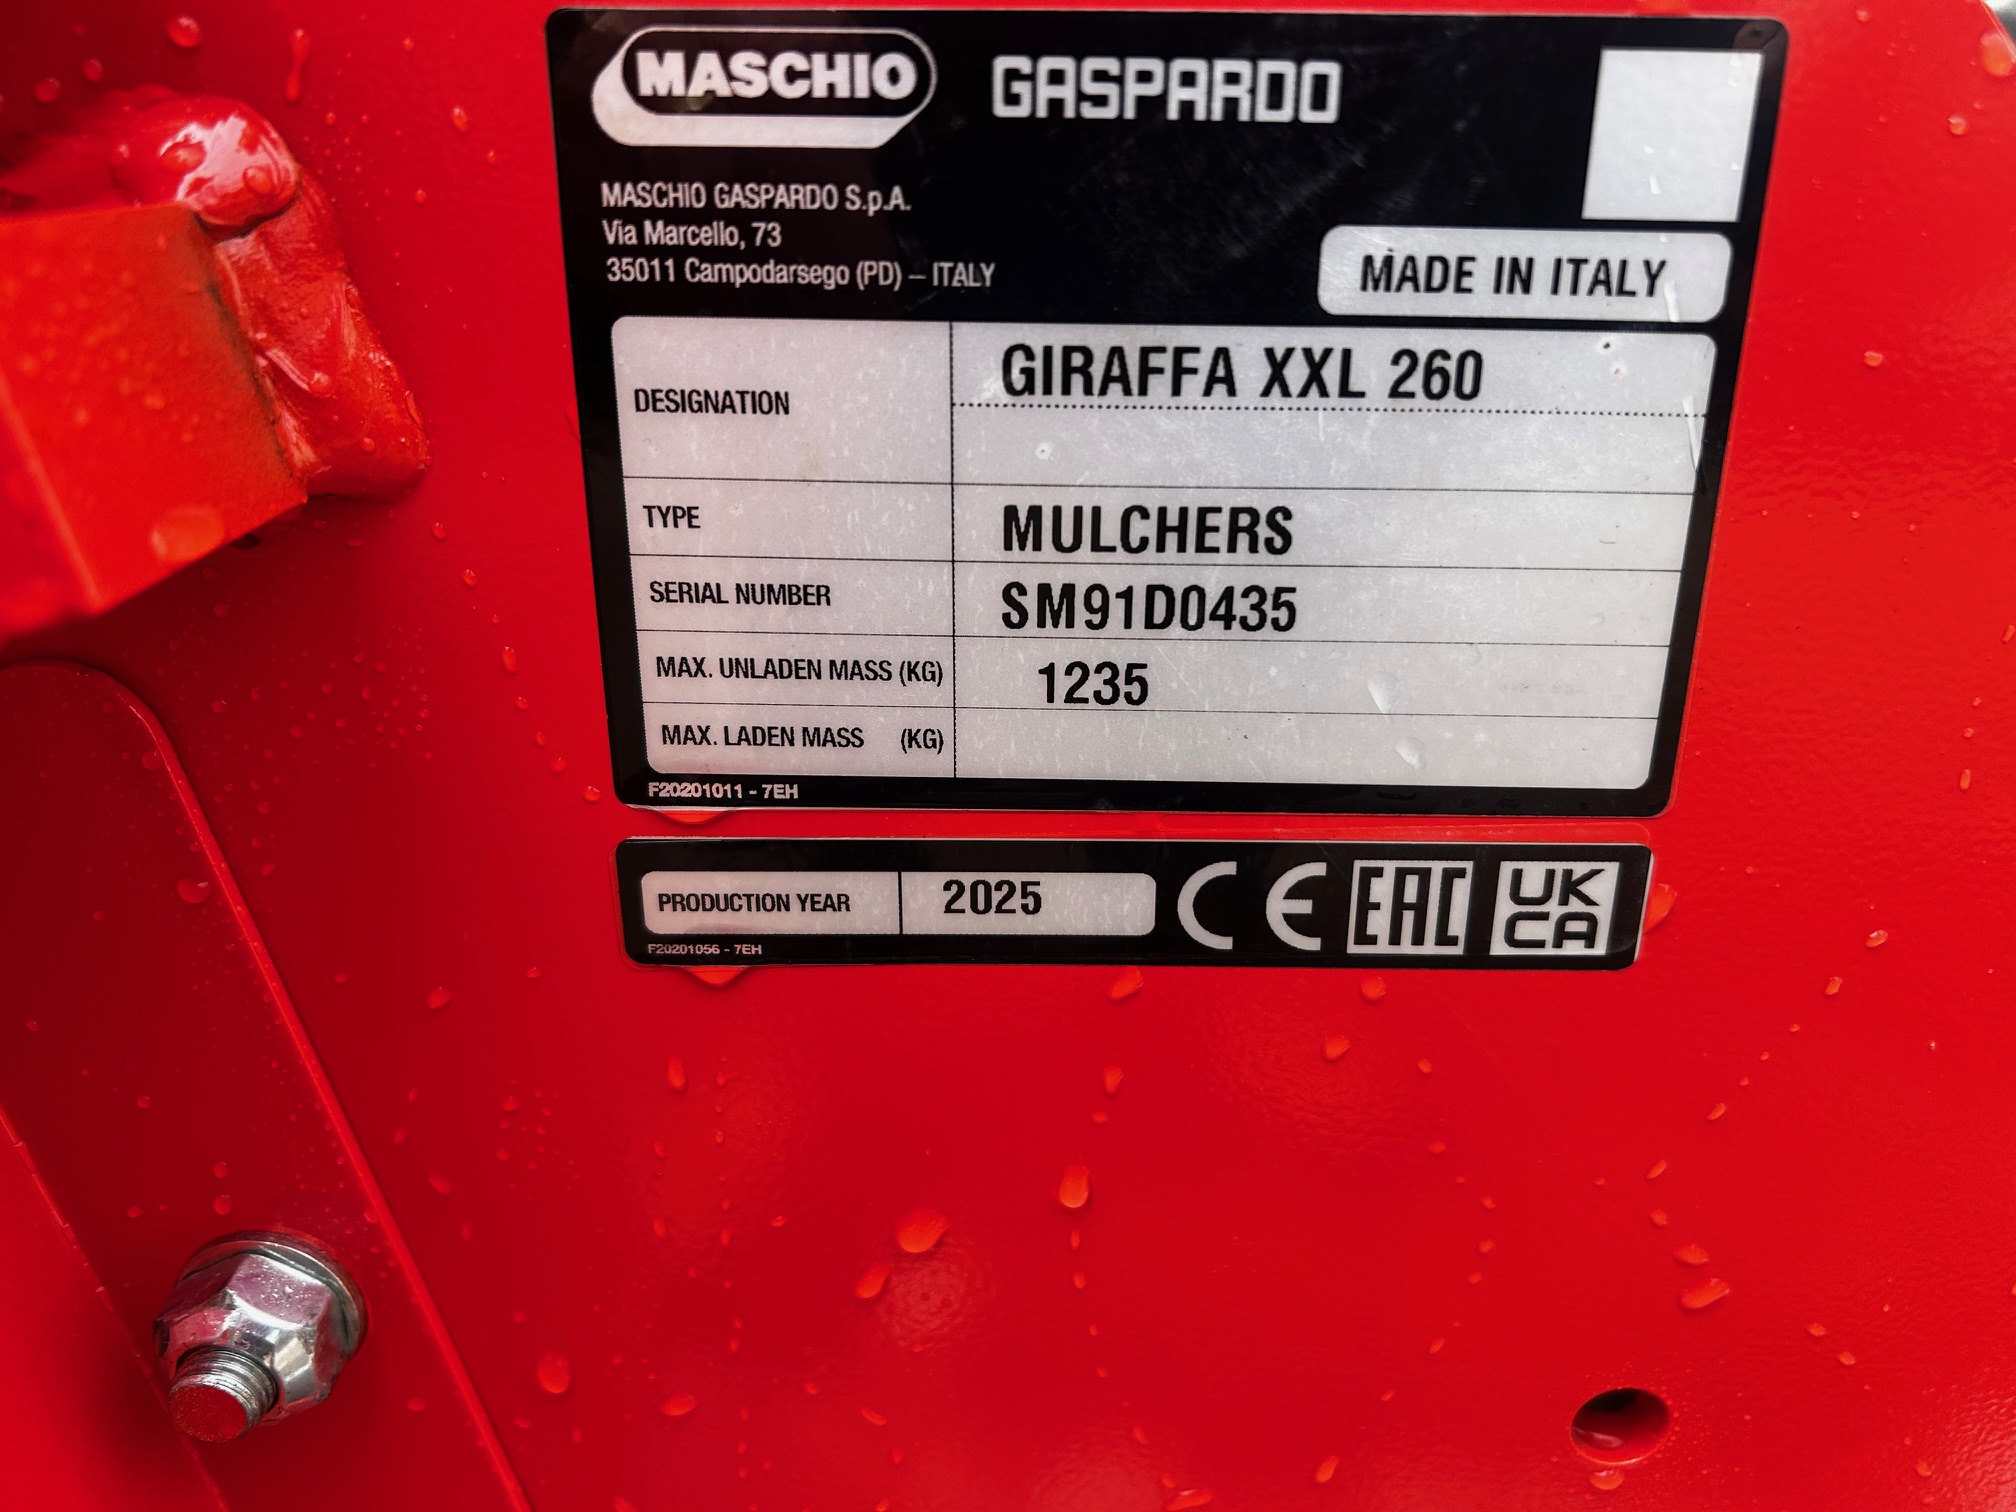 MASCHIO GASPARDO
MASCHIO GASPARDO S.p.A.
Via Marcello, 73
35011 Campodarsego (PD) – ITALY
MADE IN ITALY
DESIGNATION GIRAFFA XXL 260
TYPE MULCHERS
SERIAL NUMBER SM91D0435
MAX. UNLADEN MASS (KG) 1235
MAX. LADEN MASS (KG)
F20201011 - 7EH
PRODUCTION YEAR 2025 CE EAC UK
CA
F20201056 - 7EH